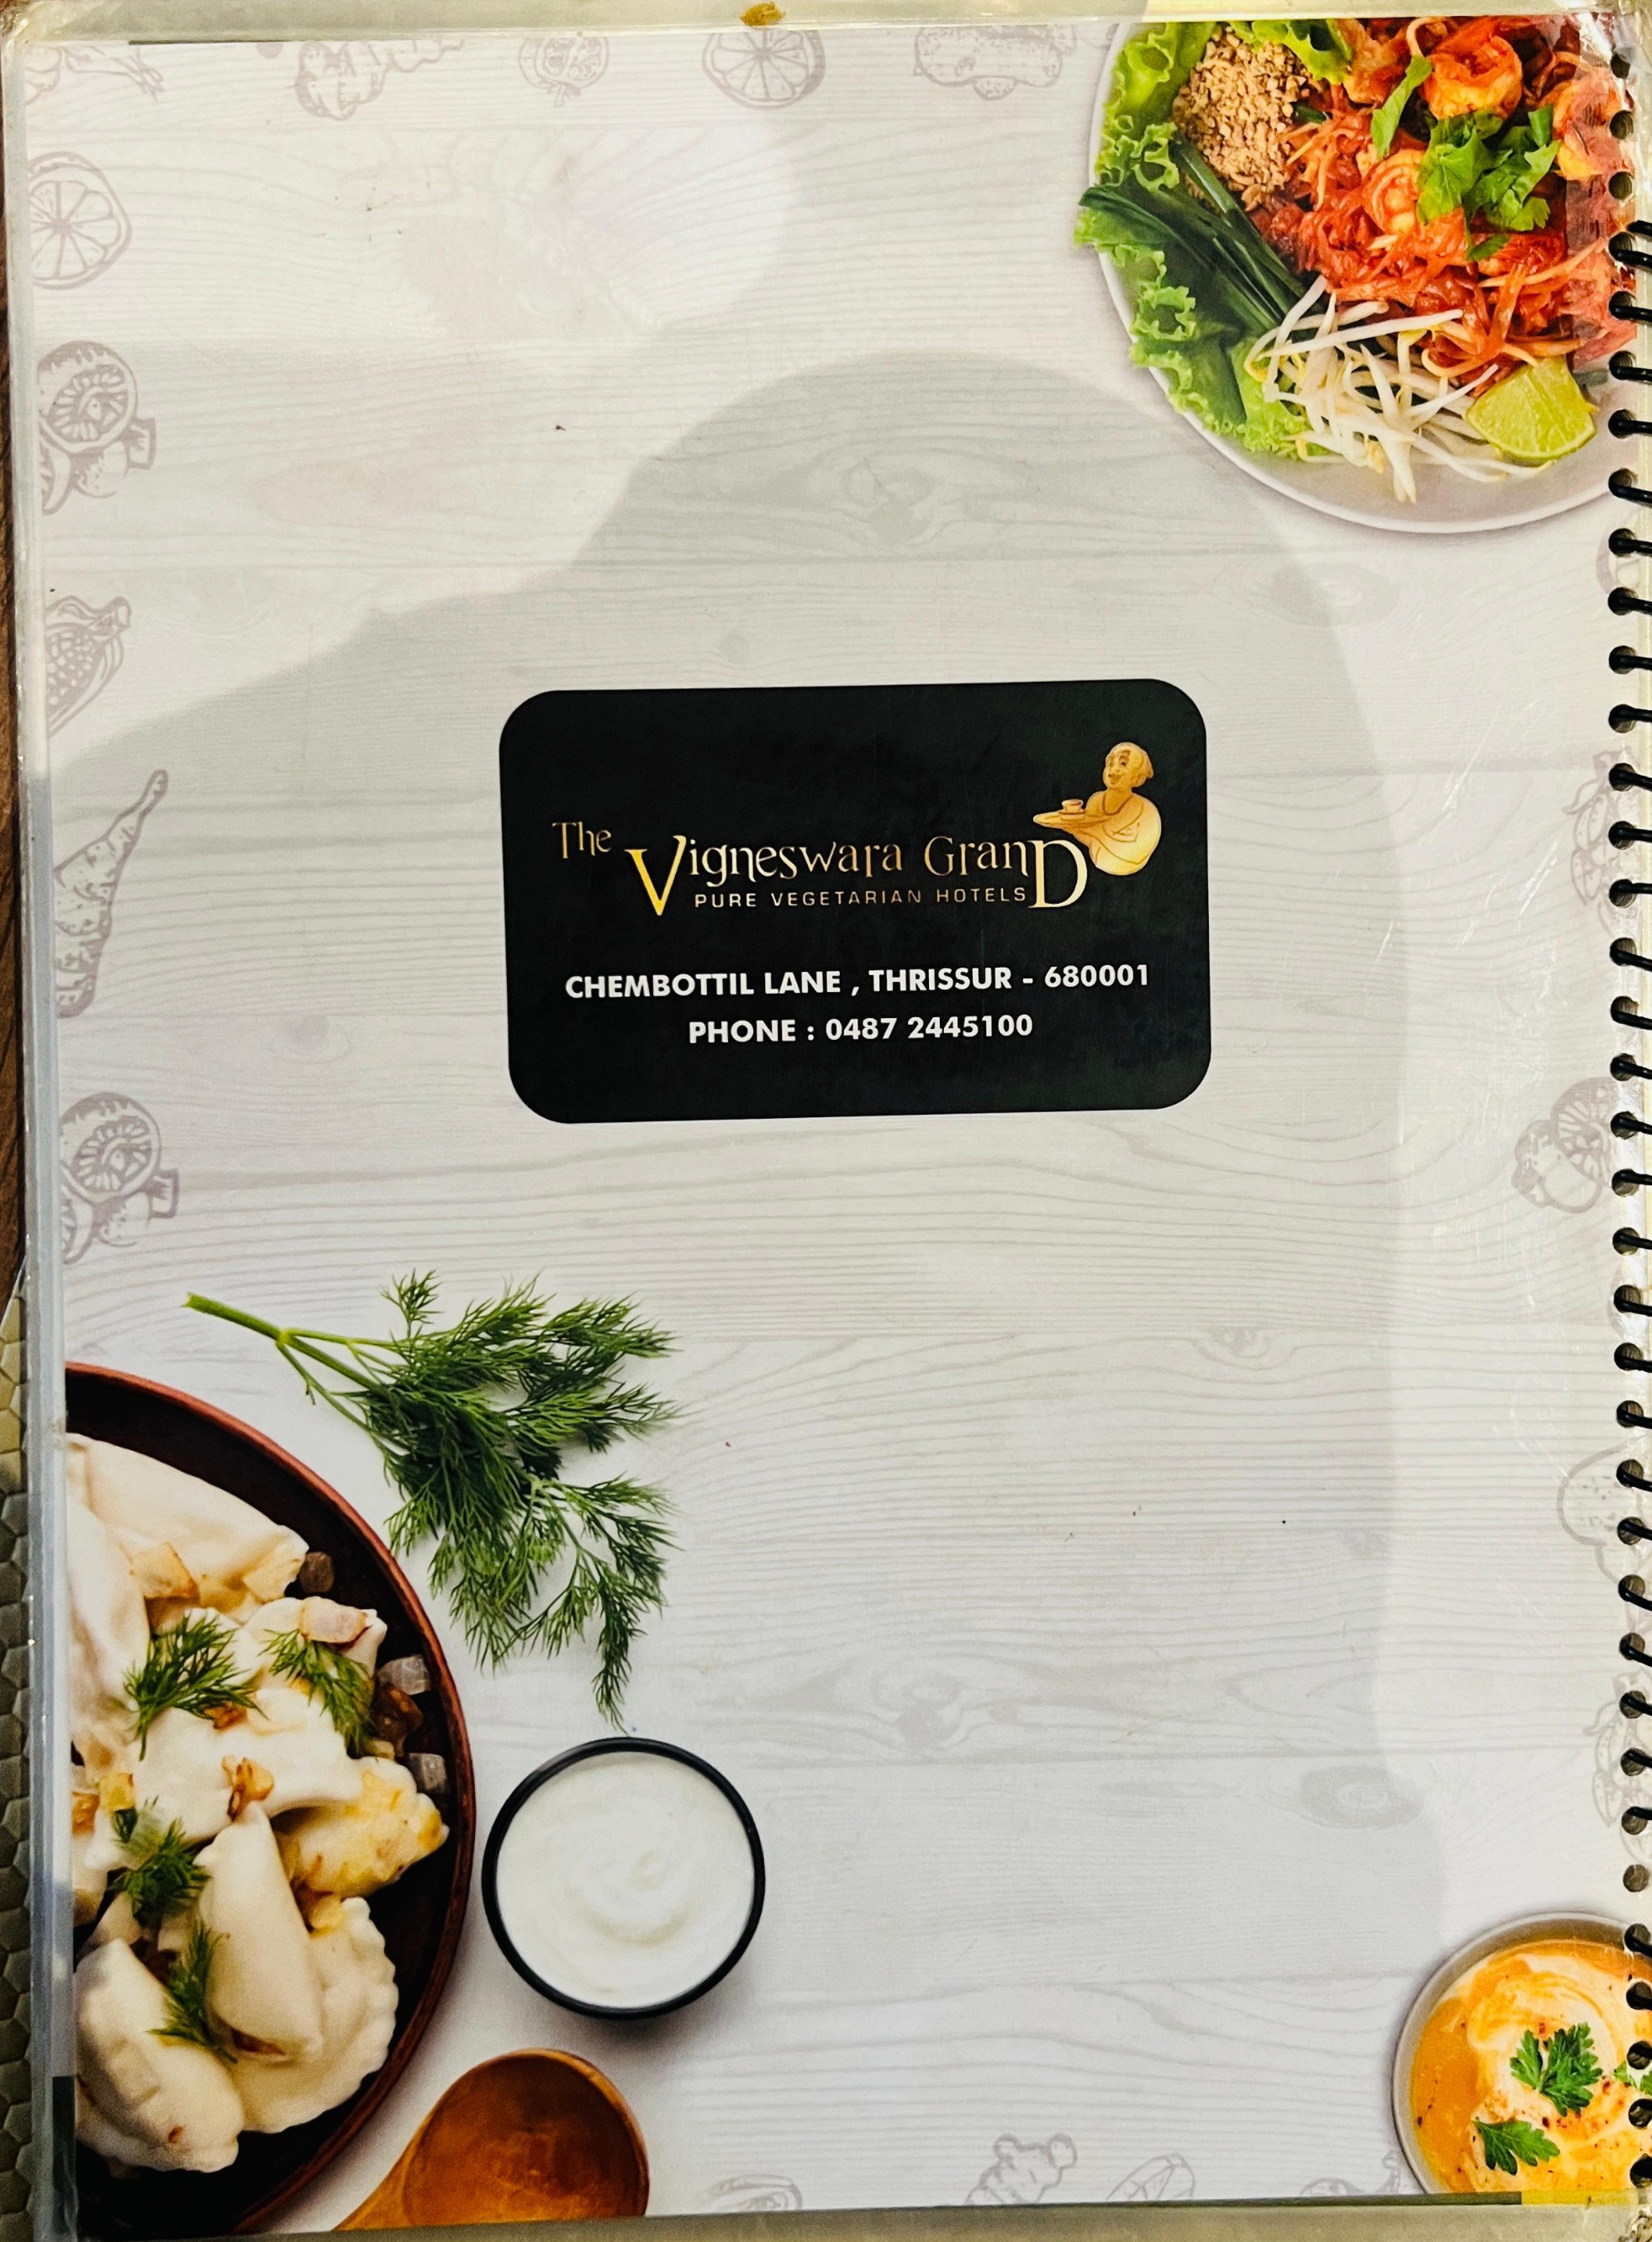 The Vigneswara GranD
PURE VEGETARIAN HOTELS
CHEMBOTTIL LANE , THRISSUR - 680001
PHONE : 0487 2445100